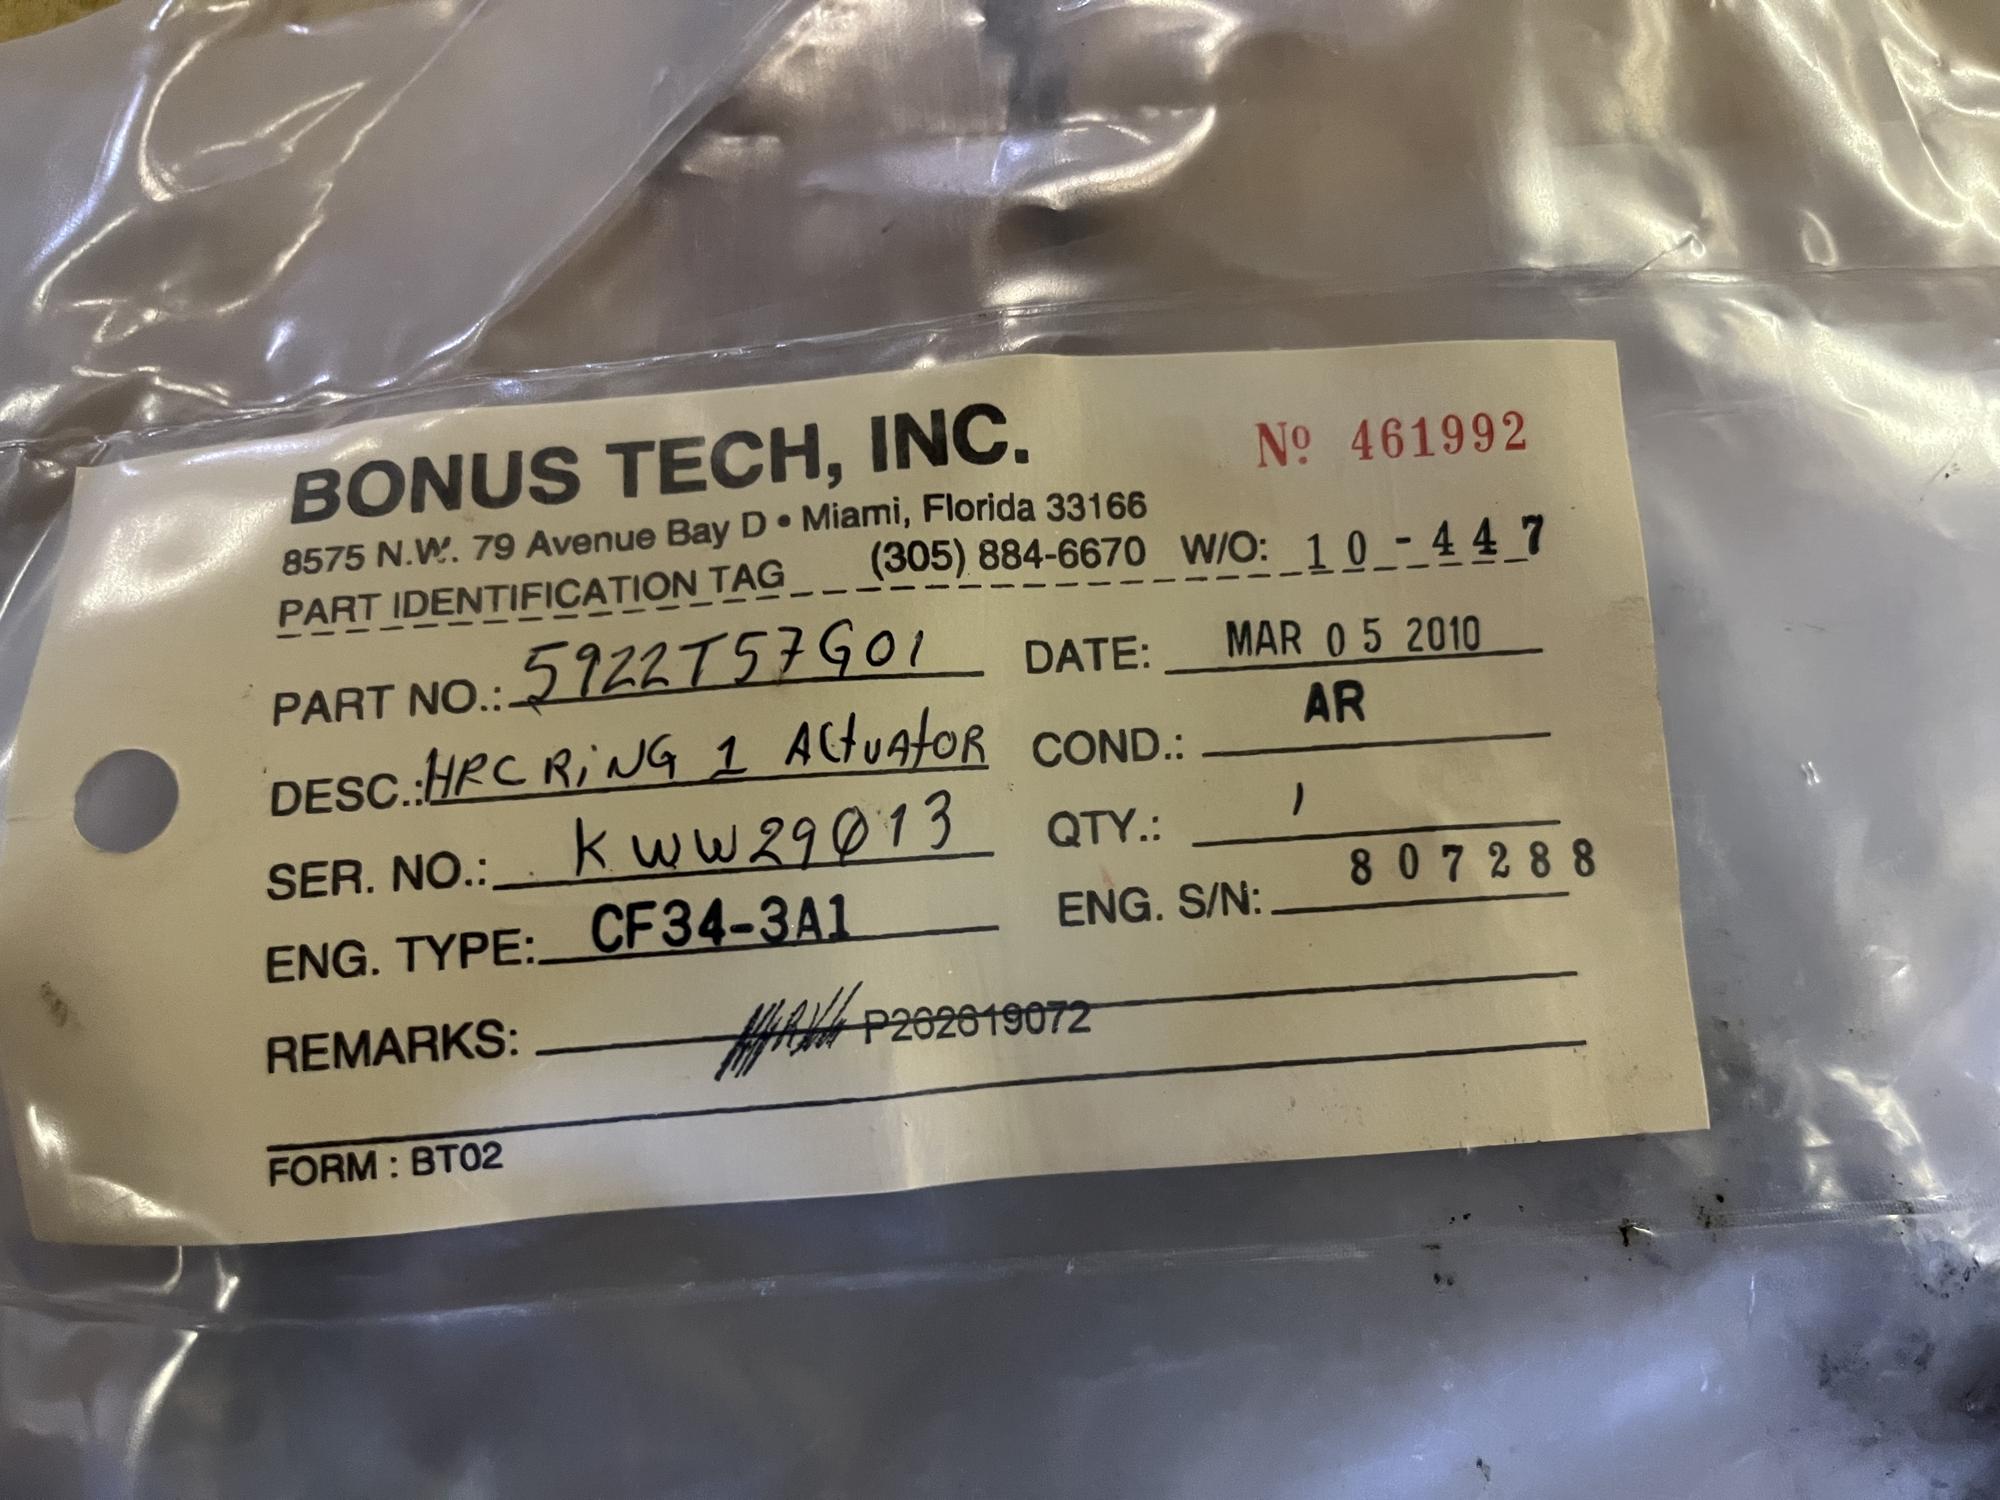 BONUS TECH, INC.
Nº 461992
8575 N.W. 79 Avenue Bay D • Miami, Florida 33166
PART IDENTIFICATION TAG (305) 884-6670 W/O: 10-447
PART NO.: 5922T57G01 DATE: MAR 05 2010
DESC.: HPC RiNG 1 ACtuAtOR COND.: AR
SER. NO.: KWW29013 QTY.: 1
ENG. TYPE: CF34-3A1 ENG. S/N: 807288
REMARKS: P262619072
FORM : BT02